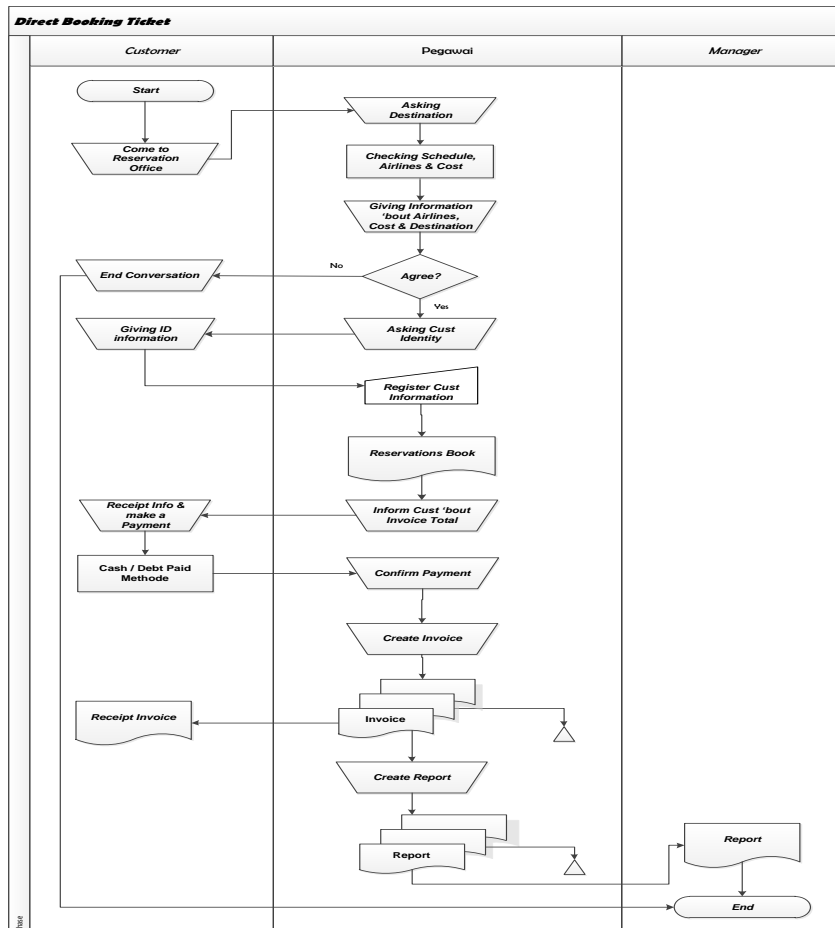 Direct Booking Ticket
Customer
Pegawai
Manager
Start
Asking
Destination
Come to
Reservation
Office
Checking Schedule,
Airlines & Cost
Giving Information
‘bout Airlines,
Cost & Destination
Agree?
No
End Conversation
Yes
Asking Cust
Identity
Giving ID
information
Register Cust
Information
Reservations Book
Inform Cust ‘bout
Invoice Total
Receipt Info &
make a
Payment
Cash / Debt Paid
Methode
Confirm Payment
Create Invoice
Invoice
Receipt Invoice
Create Report
Report
Report
End